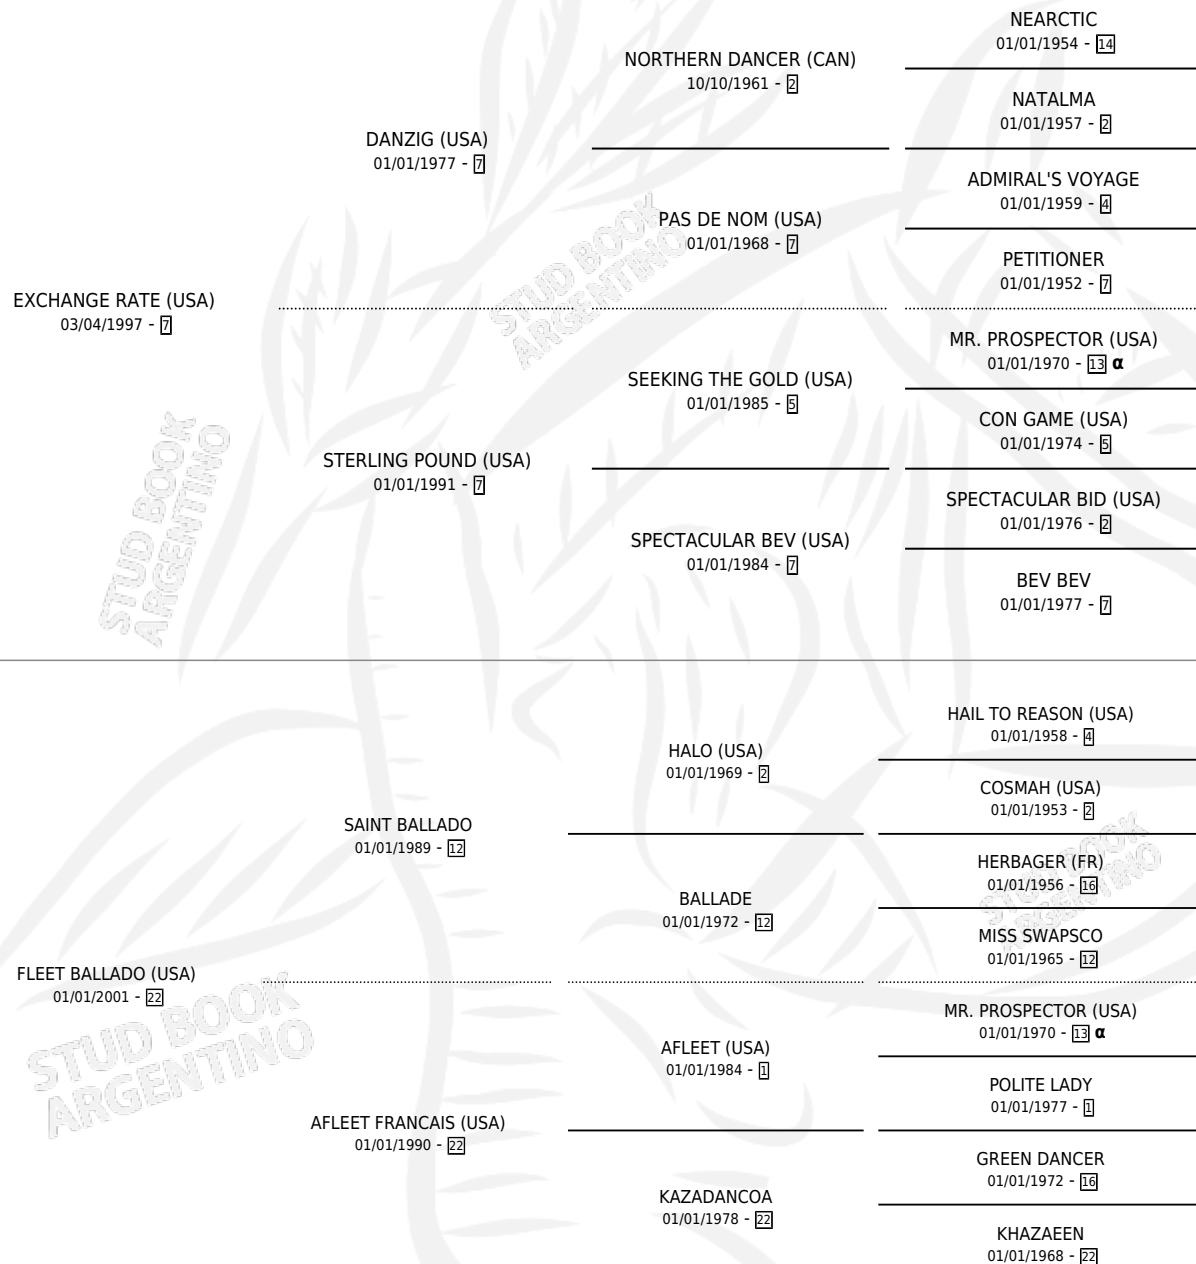 NEARCTIC
01/01/1954 - 14
NORTHERN DANCER (CAN)
10/10/1961 - 2
NATALMA
01/01/1957 - 2
DANZIG (USA)
01/01/1977 - 7
ADMIRAL'S VOYAGE
01/01/1959 - 4
PAS DE NOM (USA)
01/01/1968 - 7
PETITIONER
01/01/1952 - 7
EXCHANGE RATE (USA)
03/04/1997 - 7
MR. PROSPECTOR (USA)
01/01/1970 - 13 α
SEEKING THE GOLD (USA)
01/01/1985 - 5
CON GAME (USA)
01/01/1974 - 5
STERLING POUND (USA)
01/01/1991 - 7
SPECTACULAR BID (USA)
01/01/1976 - 2
SPECTACULAR BEV (USA)
01/01/1984 - 7
BEV BEV
01/01/1977 - 7
HAIL TO REASON (USA)
01/01/1958 - 4
HALO (USA)
01/01/1969 - 2
COSMAH (USA)
01/01/1953 - 2
SAINT BALLADO
01/01/1989 - 12
HERBAGER (FR)
01/01/1956 - 16
BALLADE
01/01/1972 - 12
MISS SWAPSCO
01/01/1965 - 12
FLEET BALLADO (USA)
01/01/2001 - 22
MR. PROSPECTOR (USA)
01/01/1970 - 13 α
AFLEET (USA)
01/01/1984 - 1
POLITE LADY
01/01/1977 - 1
AFLEET FRANCAIS (USA)
01/01/1990 - 22
GREEN DANCER
01/01/1972 - 16
KAZADANCOA
01/01/1978 - 22
KHAZAEEN
01/01/1968 - 22
STUD BOOK
ARGENTINO
STUD BOOK
ARGENTINO
STUD BOOK
ARGENTINO
STUD BOOK
ARGENTINO